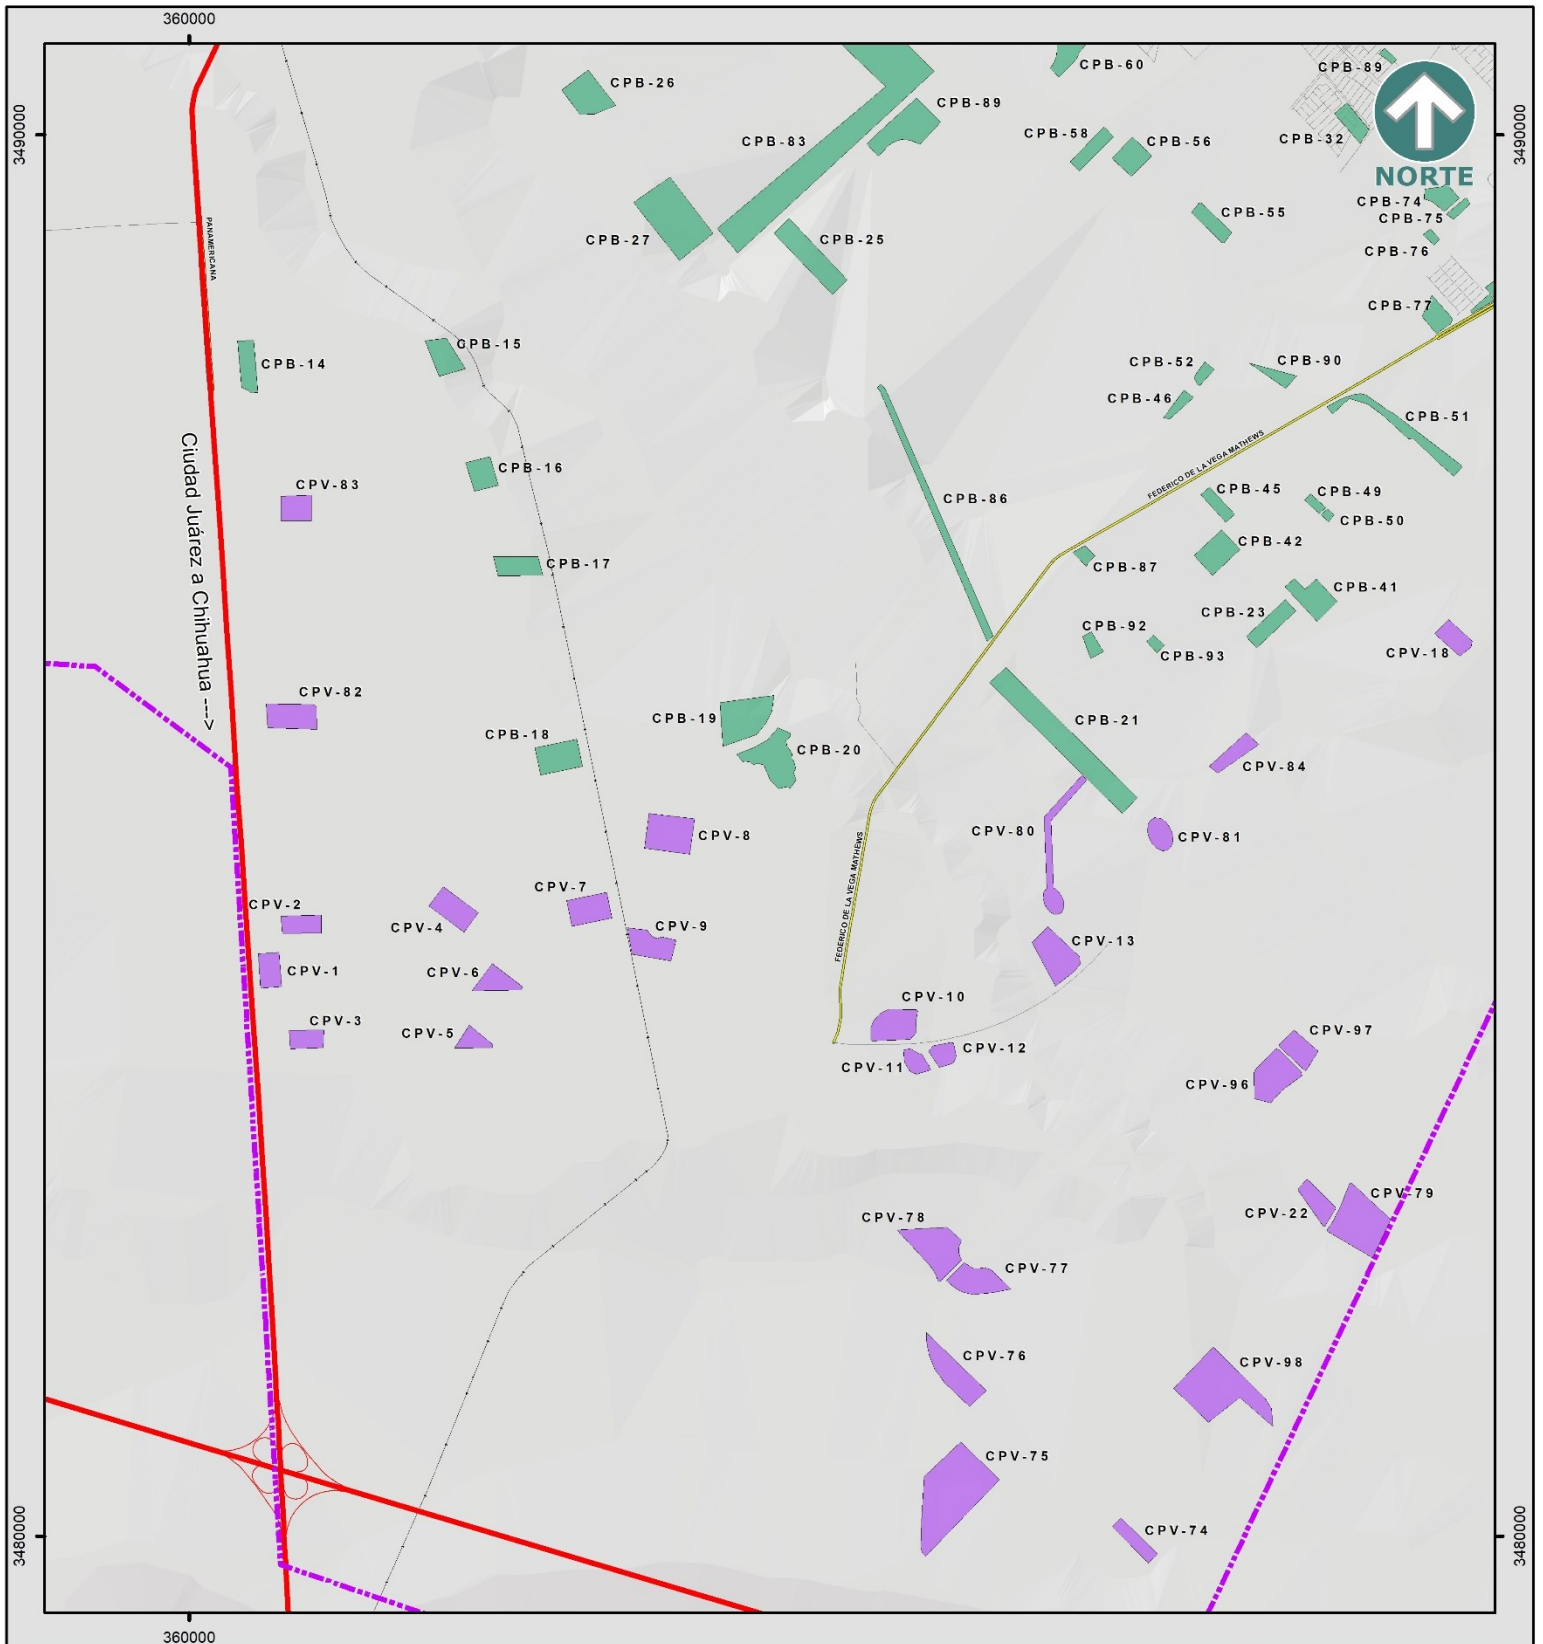 360000
CPB-60
CPB-89
CPB-26
CPB-89
3490000
3490000
CPB-58
CPB-56
CPB-32
CPB-83
NORTE
CPB-74
CPB-75
CPB-55
CPB-27
CPB-25
CPB-76
PANAMERICANA
CPB-77
CPB-15
CPB-14
CPB-52
CPB-90
CPB-46
CPB-51
FEDERICO DE LA VEGA MATHEWS
CPB-16
CPV-83
CPB-86
CPB-45
CPB-49
CPB-50
CPB-42
CPB-17
CPB-87
CPB-41
CPB-23
Ciudad Juárez a Chihuahua --->
CPB-92
CPB-93
CPV-18
CPV-82
CPB-19
CPB-21
CPB-18
CPB-20
CPV-84
CPV-8
CPV-80
CPV-81
FEDERICO DE LA VEGA MATHEWS
CPV-7
CPV-2
CPV-4
CPV-9
CPV-13
CPV-1
CPV-6
CPV-10
CPV-3
CPV-5
CPV-12
CPV-11
CPV-97
CPV-96
CPV-79
CPV-22
CPV-78
CPV-77
CPV-76
CPV-98
CPV-75
CPV-74
3480000
3480000
360000